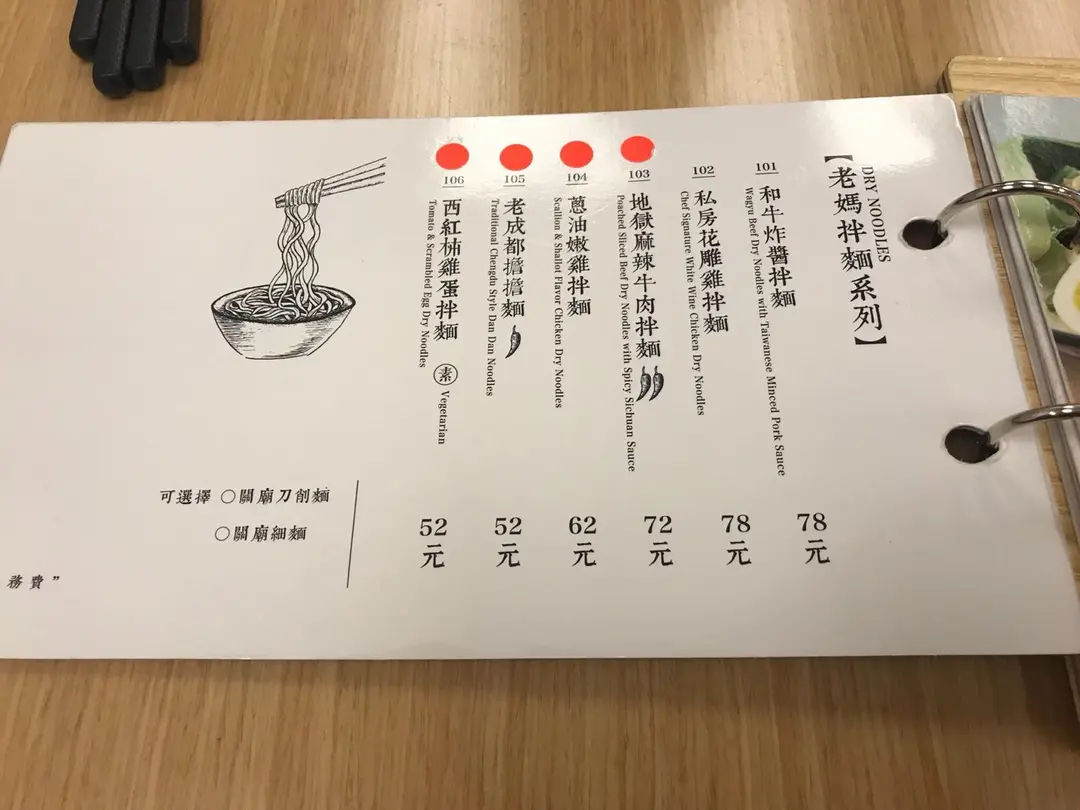 【老媽拌麵系列】
DRY NOODLES
101
和牛炸醬拌麵
Wagyu Beef Dry Noodles with Taiwanese Minced Pork Sauce
78元
102
私房花雕雞拌麵
Chef Signature White Wine Chicken Dry Noodles
78元
103
地獄麻辣牛肉拌麵
Poached Sliced Beef Dry Noodles with Spicy Sichuan Sauce
72元
104
蔥油嫩雞拌麵
Scallion & Shallot Flavor Chicken Dry Noodles
62元
105
老成都擔擔麵
Traditional Chengdu Style Dan Dan Noodles
52元
106
西紅柿雞蛋拌麵 素
Tomato & Scrambled Egg Dry Noodles Vegetarian
52元
可選擇 ○關廟刀削麵
○關廟細麵
務費”